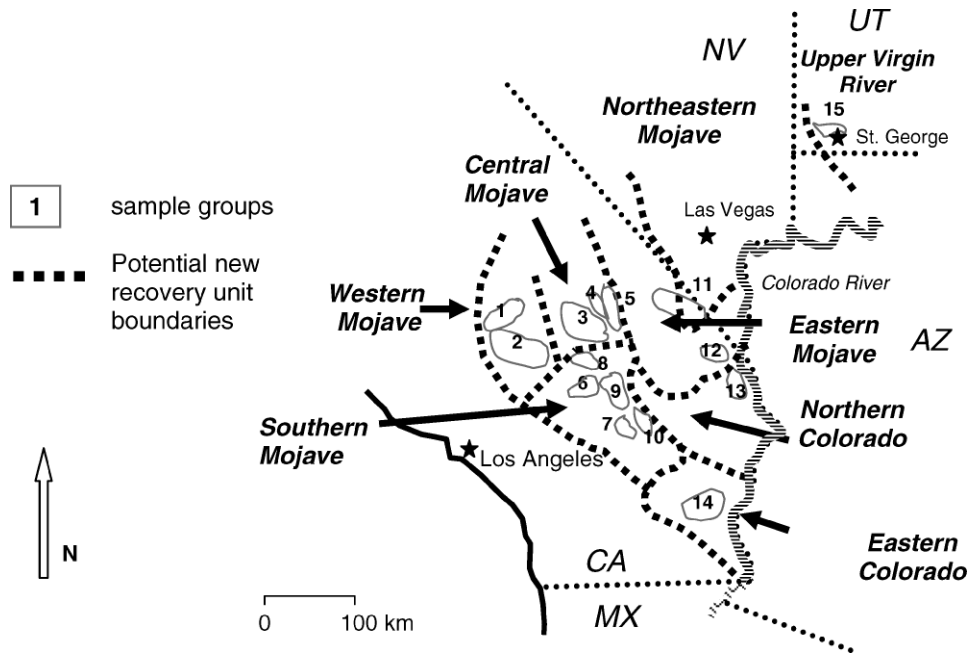 UT
NV
Upper Virgin
River
15
St. George
Northeastern
Mojave
Central
Mojave
1
sample groups
Las Vegas
Potential new
recovery unit
boundaries
Colorado River
Western
Mojave
11
4
5
1
3
2
Eastern
Mojave
AZ
12
8
13
6
9
Northern
Colorado
7
10
Southern
Mojave
Los Angeles
14
N
Eastern
Colorado
CA
MX
0
100 km